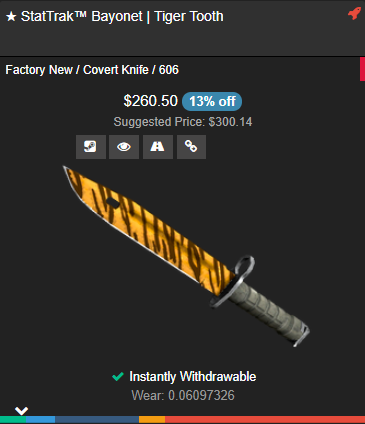 ★ StatTrak™ Bayonet | Tiger Tooth
Factory New / Covert Knife / 606
$260.50 13% off
Suggested Price: $300.14
Instantly Withdrawable
Wear: 0.06097326